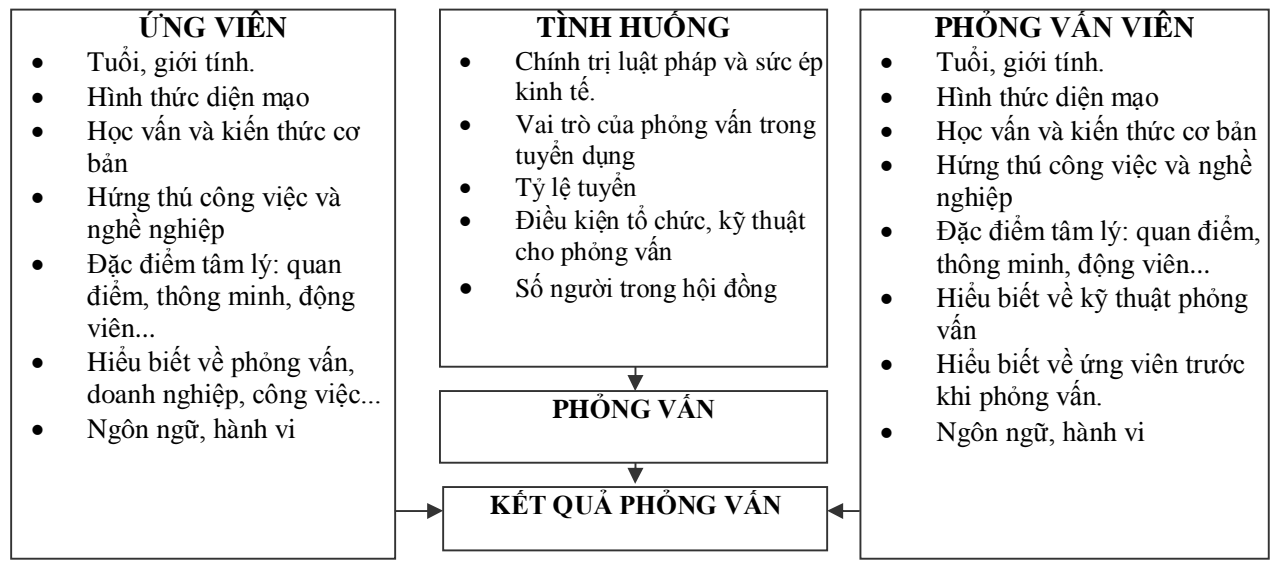 ỨNG VIÊN
• Tuổi, giới tính.
• Hình thức diện mạo
• Học vấn và kiến thức cơ
bản
• Hứng thú công việc và
nghề nghiệp
• Đặc điểm tâm lý: quan
điểm, thông minh, động
viên...
• Hiểu biết về phỏng vấn,
doanh nghiệp, công việc...
• Ngôn ngữ, hành vi
TÌNH HUỐNG
• Chính trị luật pháp và sức ép
kinh tế.
• Vai trò của phỏng vấn trong
tuyển dụng
• Tỷ lệ tuyển
• Điều kiện tổ chức, kỹ thuật
cho phỏng vấn
• Số người trong hội đồng
PHỎNG VẤN
KẾT QUẢ PHỎNG VẤN
PHỎNG VẤN VIÊN
• Tuổi, giới tính.
• Hình thức diện mạo
• Học vấn và kiến thức cơ bản
• Hứng thú công việc và nghề
nghiệp
• Đặc điểm tâm lý: quan điểm,
thông minh, động viên...
• Hiểu biết về kỹ thuật phỏng
vấn
• Hiểu biết về ứng viên trước
khi phỏng vấn.
• Ngôn ngữ, hành vi